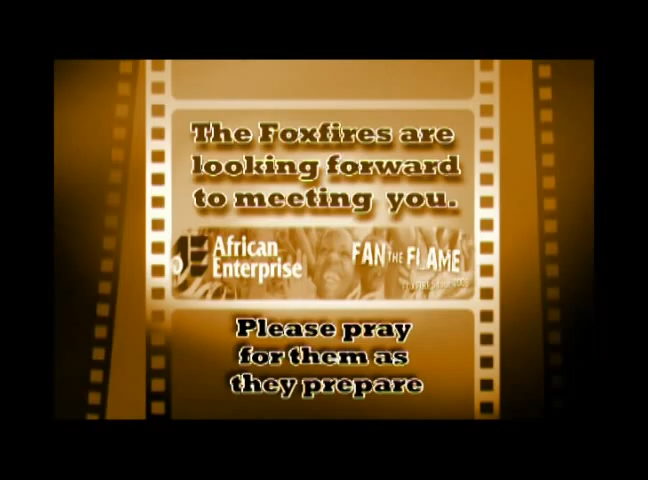 The Foxfires are
looking forward
to meeting you.
African
Enterprise
FAN THE FLAME
Please pray
for them as
they prepare